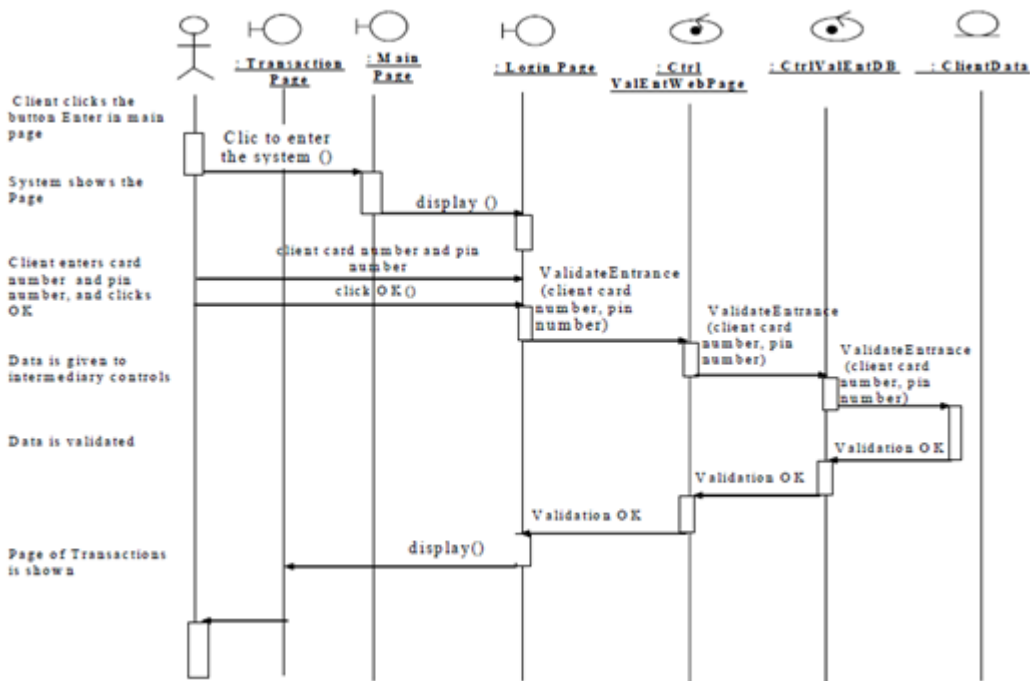 : Transaction
Page
: Main
Page
: Login Page
: Ctrl
ValEntWebPage
: CtrlValEntDB
: ClientData
Client clicks the
button Enter in main
page
Clic to enter
the system ()
System shows the
Page
display ()
Client enters card
number and pin
number, and clicks
OK
client card number and pin
number
click OK()
ValidateEntrance
(client card
number, pin
number)
ValidateEntrance
(client card
number, pin
number)
ValidateEntrance
(client card
number, pin
number)
Data is given to
intermediary controls
Data is validated
Validation OK
Validation OK
Validation OK
Page of Transactions
is shown
display()